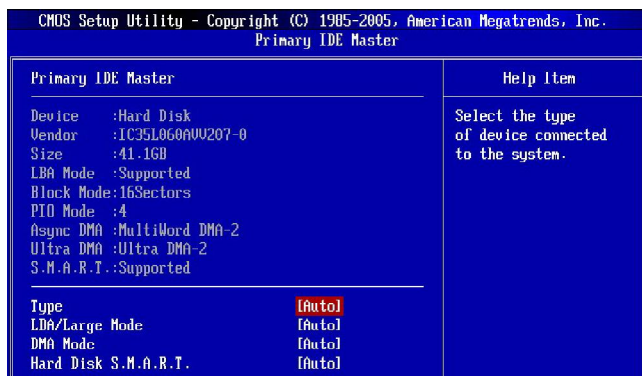 CMOS Setup Utility - Copyright (C) 1985-2005, American Megatrends, Inc.
Primary IDE Master
Primary IDE Master
Help Item
Device :Hard Disk
Vendor :IC35L060AVV207-0
Size :41.1GB
LBA Mode :Supported
Block Mode:16Sectors
PIO Mode :4
Async DMA :MultiWord DMA-2
Ultra DMA :Ultra DMA-2
S.M.A.R.T.:Supported
Select the type
of device connected
to the system.
Type [Auto]
LBA/Large Mode [Auto]
DMA Mode [Auto]
Hard Disk S.M.A.R.T. [Auto]